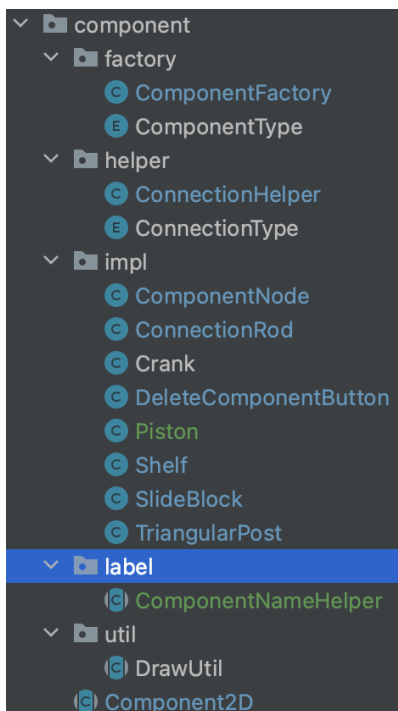 component
factory
C ComponentFactory
E ComponentType
helper
C ConnectionHelper
E ConnectionType
impl
C ComponentNode
C ConnectionRod
C Crank
C DeleteComponentButton
C Piston
C Shelf
C SlideBlock
C TriangularPost
label
C ComponentNameHelper
util
C DrawUtil
C Component2D